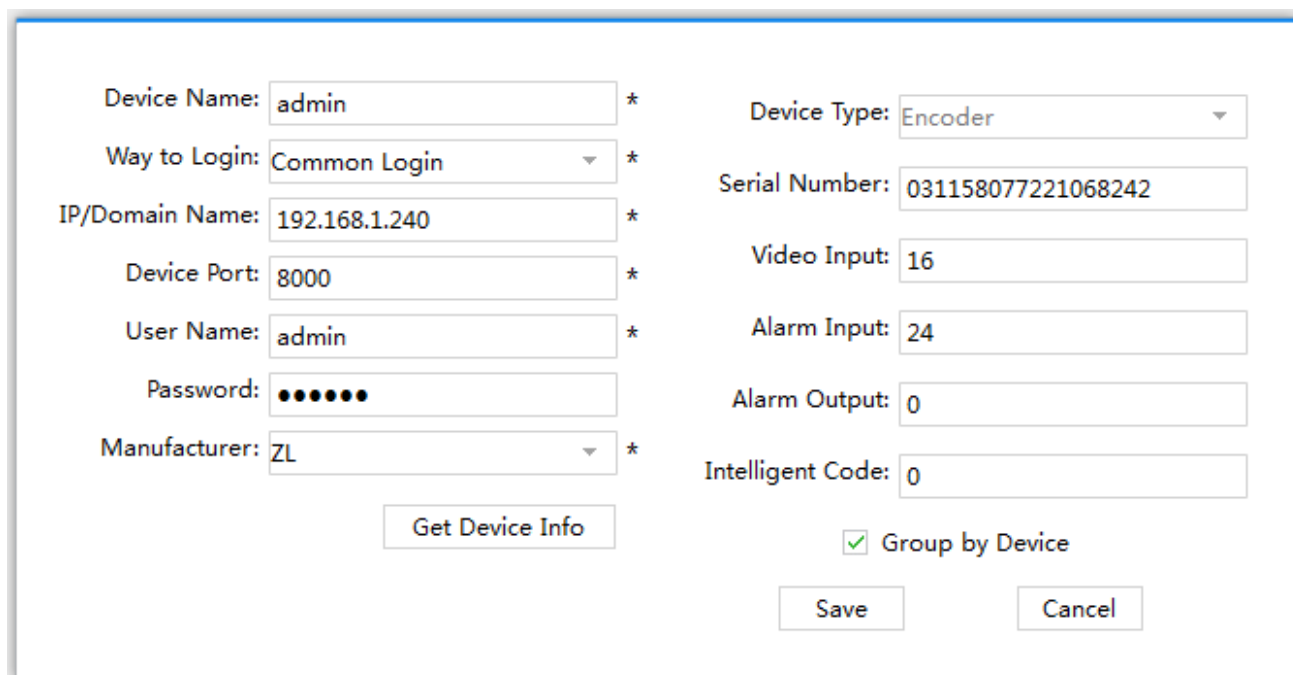 Device Name: admin *
Way to Login: Common Login *
IP/Domain Name: 192.168.1.240 *
Device Port: 8000 *
User Name: admin *
Password: ●●●●●●
Manufacturer: ZL *
Get Device Info
Device Type: Encoder
Serial Number: 031158077221068242
Video Input: 16
Alarm Input: 24
Alarm Output: 0
Intelligent Code: 0
Group by Device
Save Cancel